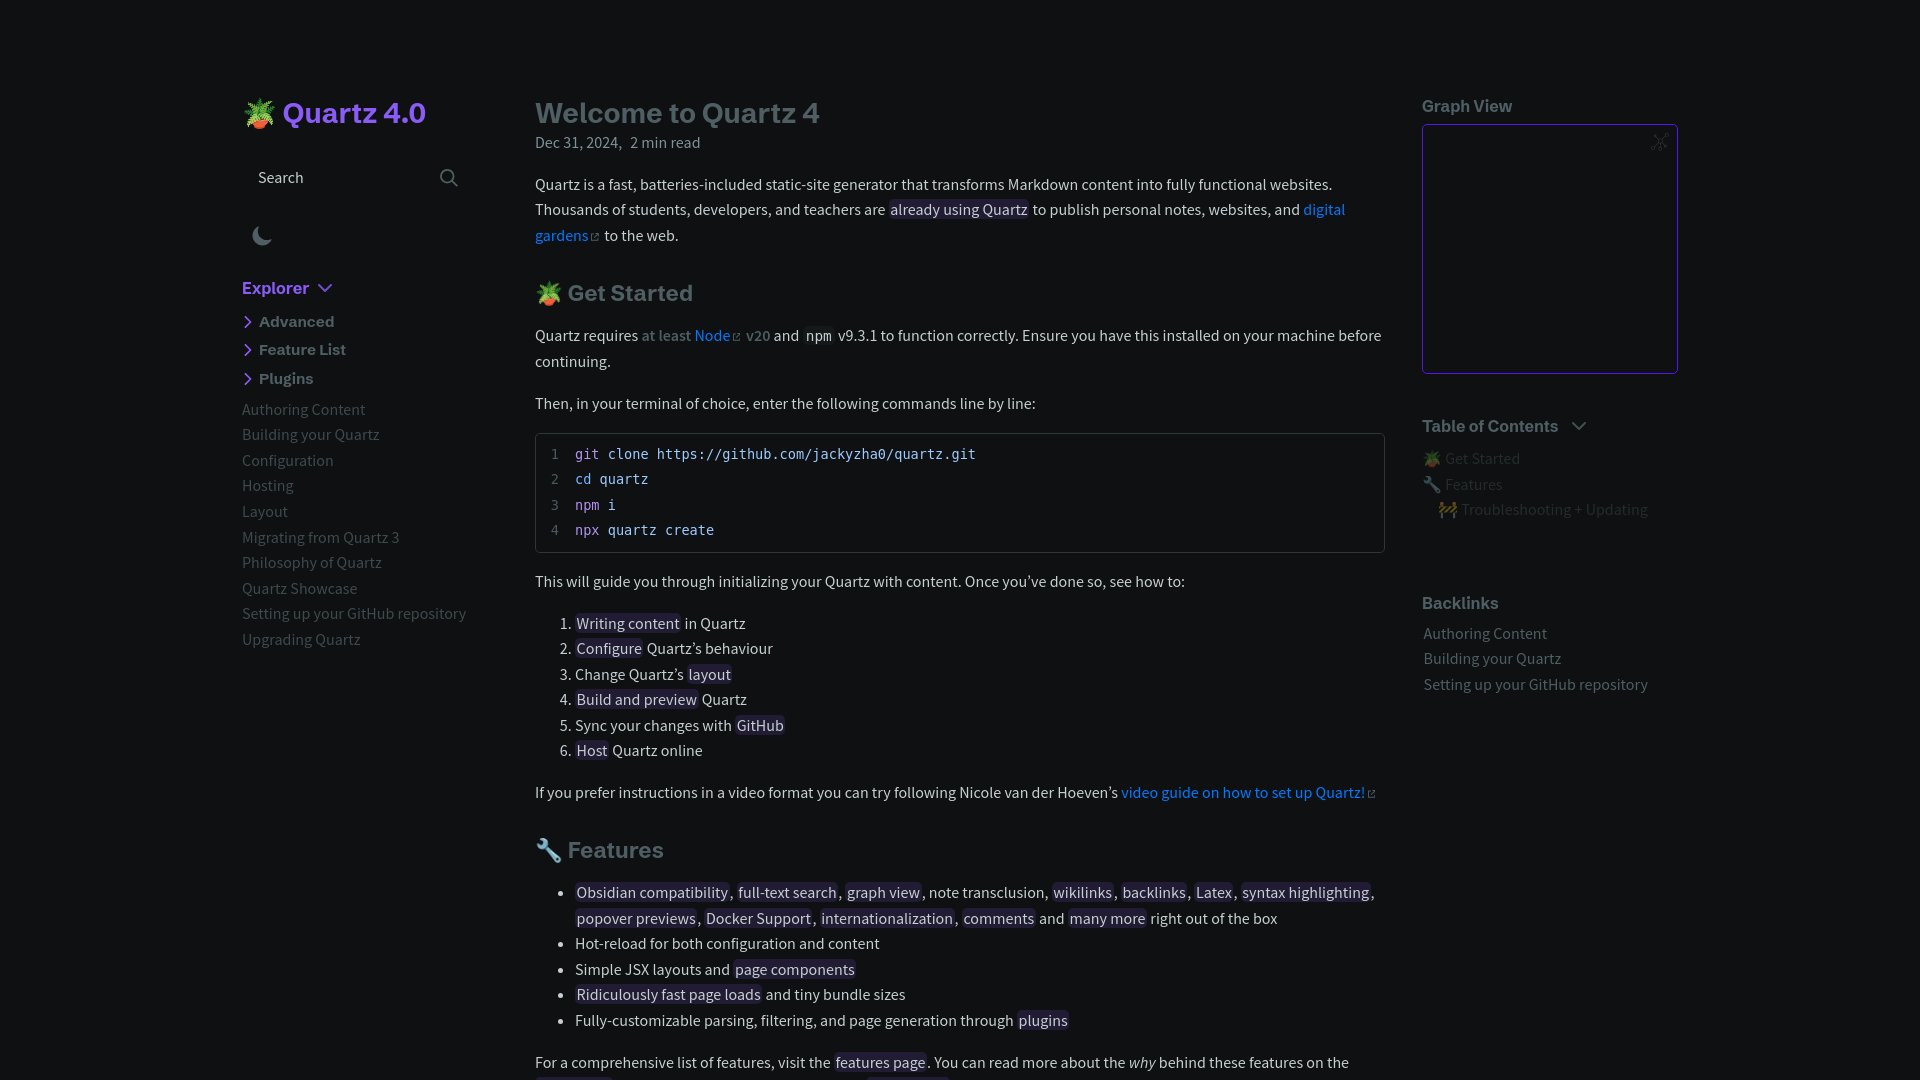 🪴 Quartz 4.0
Search
Explorer
Advanced
Feature List
Plugins
Authoring Content
Building your Quartz
Configuration
Hosting
Layout
Migrating from Quartz 3
Philosophy of Quartz
Quartz Showcase
Setting up your GitHub repository
Upgrading Quartz
Welcome to Quartz 4
Dec 31, 2024, 2 min read
Quartz is a fast, batteries-included static-site generator that transforms Markdown content into fully functional websites.
Thousands of students, developers, and teachers are already using Quartz to publish personal notes, websites, and digital
gardens to the web.
🪴 Get Started
Quartz requires at least Node v20 and npm v9.3.1 to function correctly. Ensure you have this installed on your machine before
continuing.
Then, in your terminal of choice, enter the following commands line by line:
1 git clone https://github.com/jackyzha0/quartz.git
2 cd quartz
3 npm i
4 npx quartz create
This will guide you through initializing your Quartz with content. Once you’ve done so, see how to:
1. Writing content in Quartz
2. Configure Quartz’s behaviour
3. Change Quartz’s layout
4. Build and preview Quartz
5. Sync your changes with GitHub
6. Host Quartz online
If you prefer instructions in a video format you can try following Nicole van der Hoeven’s video guide on how to set up Quartz!
🔧 Features
• Obsidian compatibility, full-text search, graph view, note transclusion, wikilinks, backlinks, Latex, syntax highlighting,
popover previews, Docker Support, internationalization, comments and many more right out of the box
• Hot-reload for both configuration and content
• Simple JSX layouts and page components
• Ridiculously fast page loads and tiny bundle sizes
• Fully-customizable parsing, filtering, and page generation through plugins
For a comprehensive list of features, visit the features page. You can read more about the why behind these features on the
Graph View
Table of Contents
🪴 Get Started
🔧 Features
🚧 Troubleshooting + Updating
Backlinks
Authoring Content
Building your Quartz
Setting up your GitHub repository